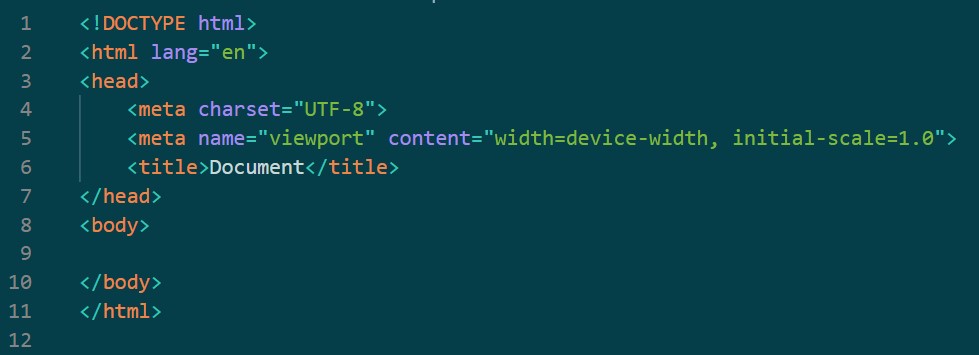 1 <!DOCTYPE html>
2 <html lang="en">
3 <head>
4     <meta charset="UTF-8">
5     <meta name="viewport" content="width=device-width, initial-scale=1.0">
6     <title>Document</title>
7 </head>
8 <body>
9
10 </body>
11 </html>
12